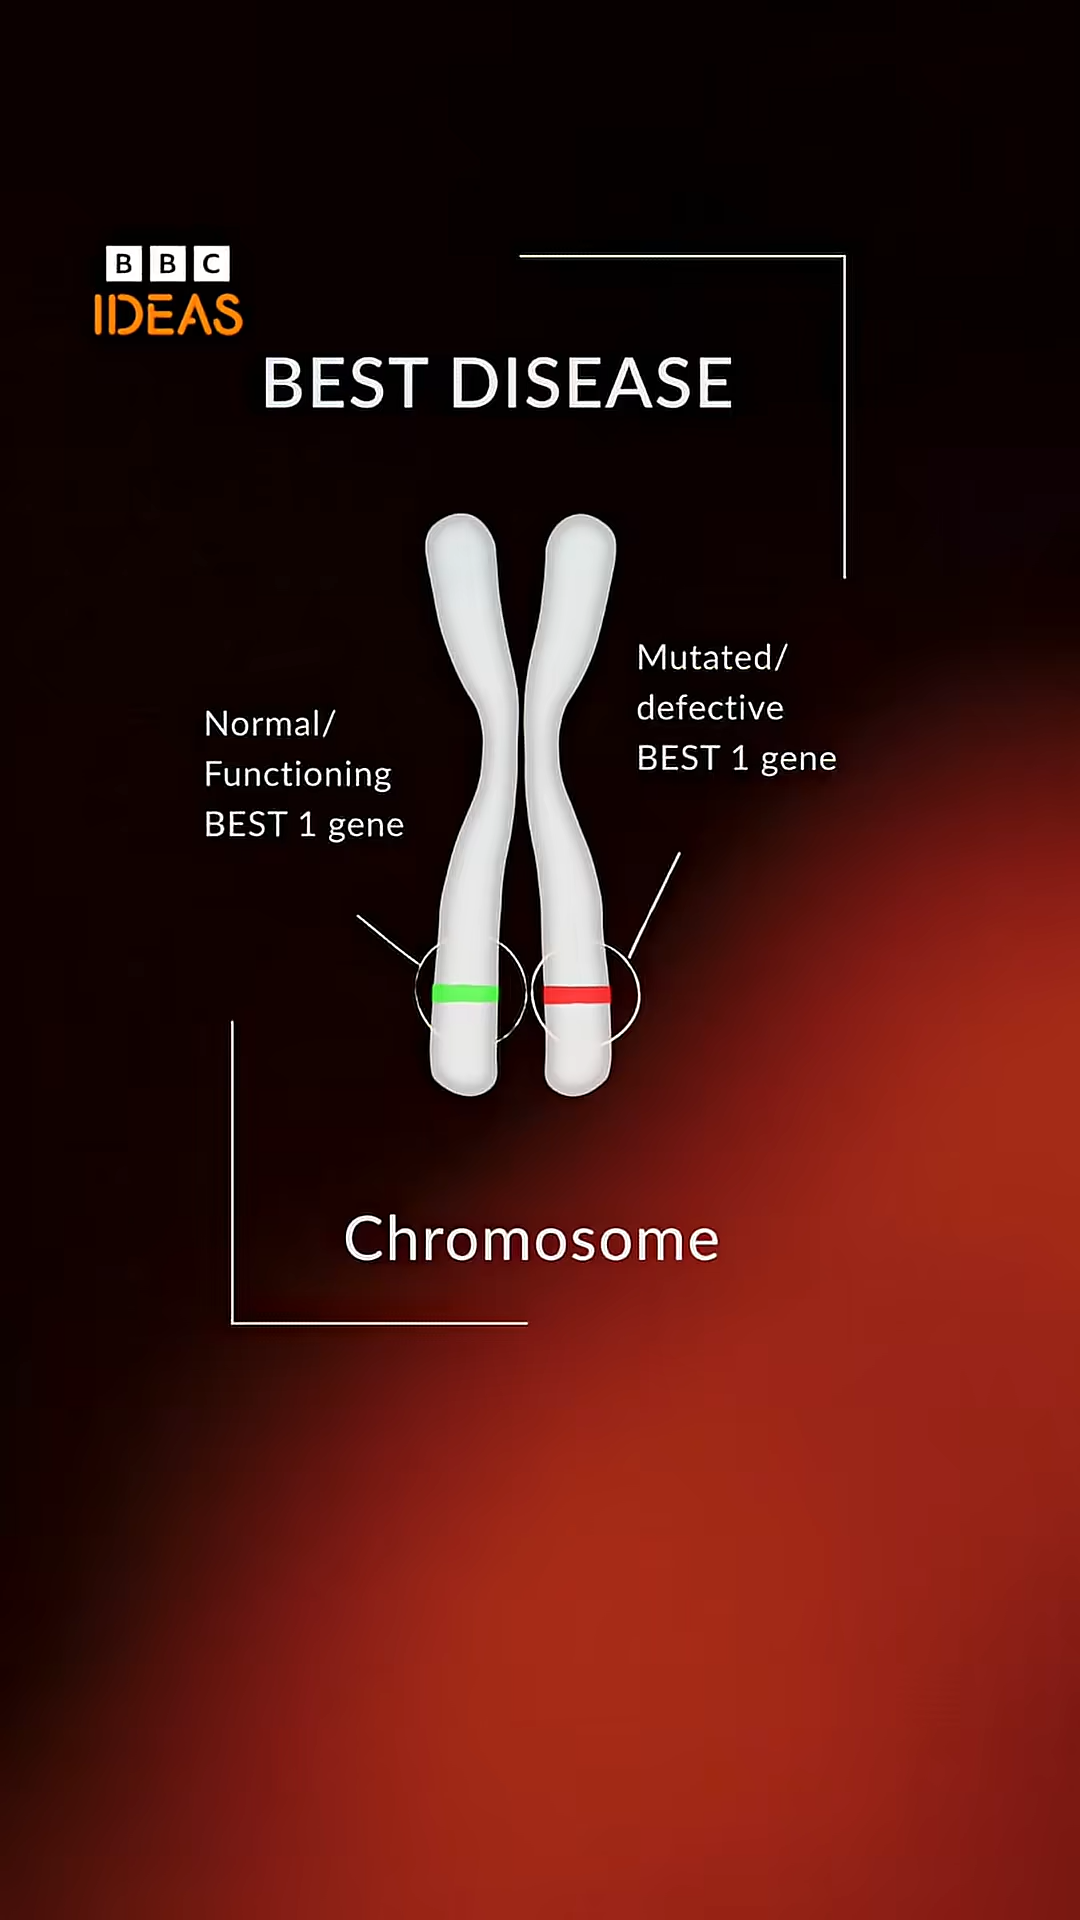 BBC
IDEAS
BEST DISEASE
Mutated/
defective
BEST 1 gene
Normal/
Functioning
BEST 1 gene
Chromosome